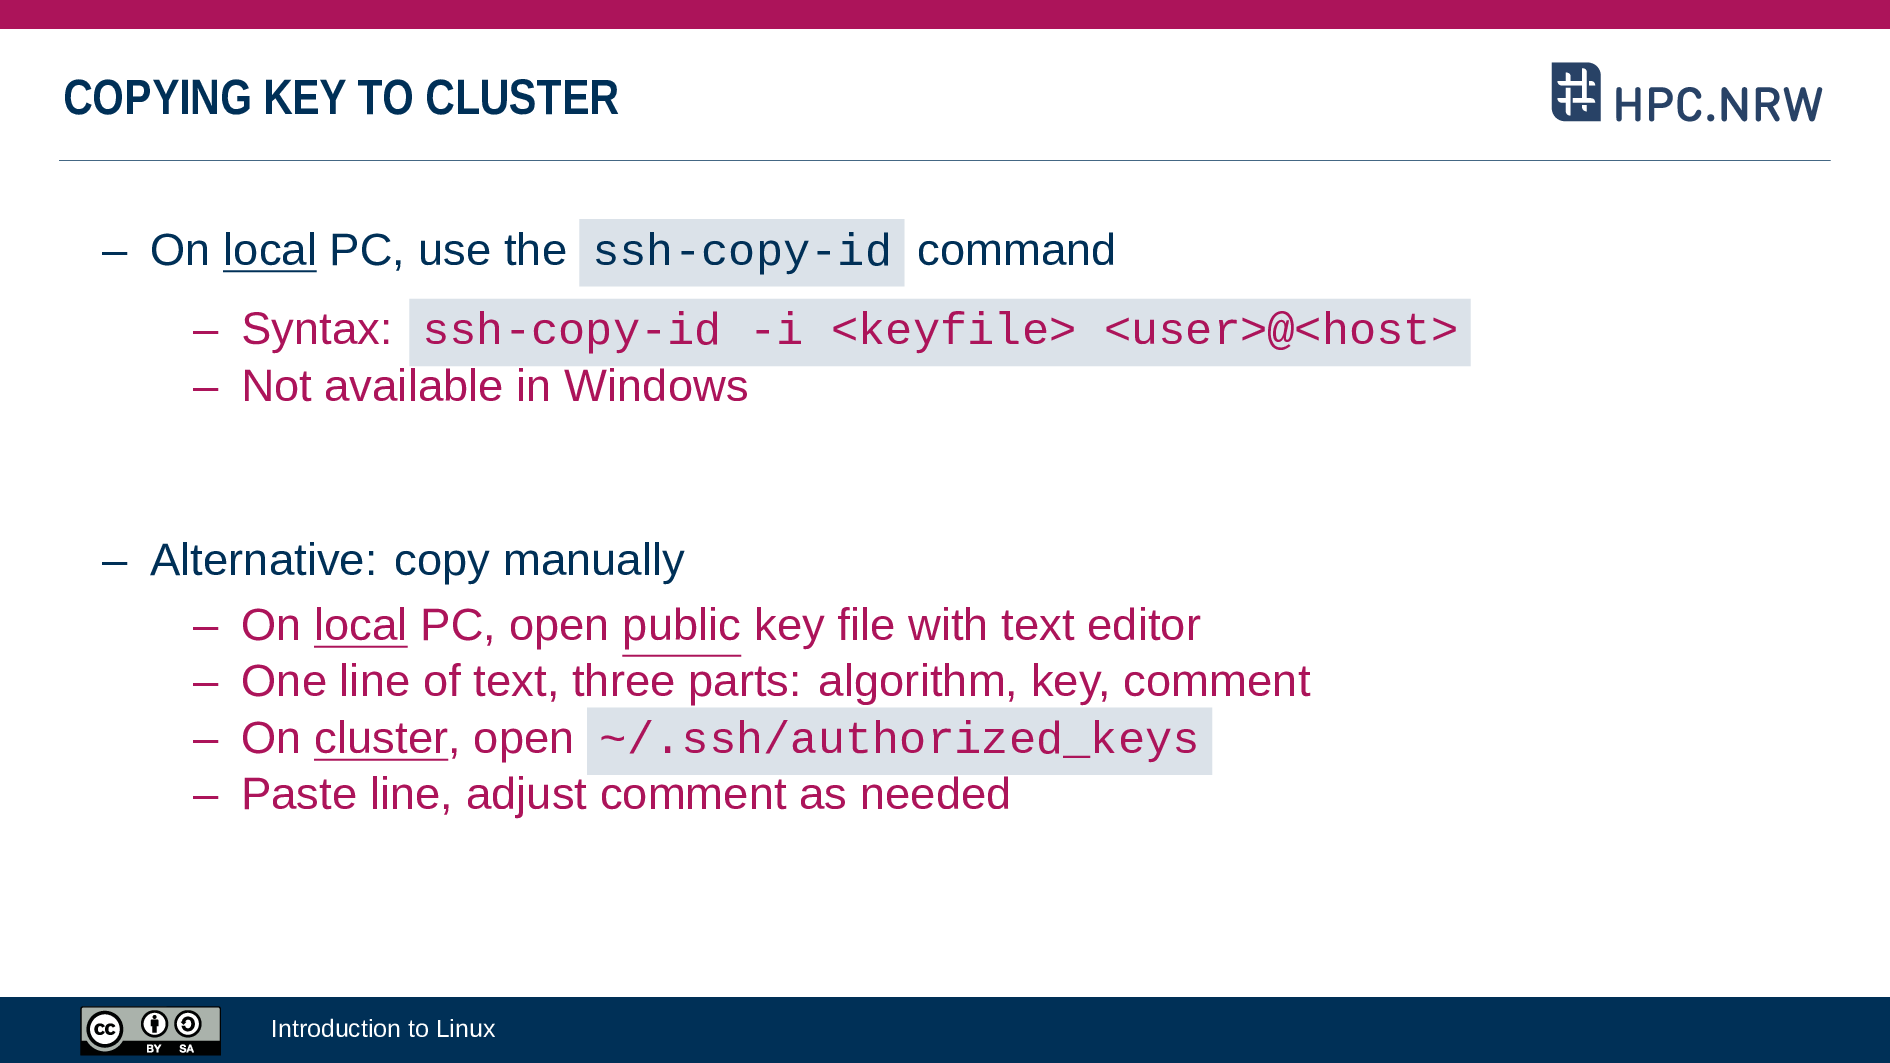 COPYING KEY TO CLUSTER
HPC.NRW
– On local PC, use the ssh-copy-id command
– Syntax: ssh-copy-id -i <keyfile> <user>@<host>
– Not available in Windows
– Alternative: copy manually
– On local PC, open public key file with text editor
– One line of text, three parts: algorithm, key, comment
– On cluster, open ~/.ssh/authorized_keys
– Paste line, adjust comment as needed
cc BY SA
Introduction to Linux